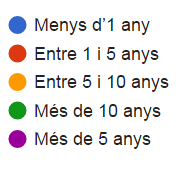 Menys d'1 any
Entre 1 i 5 anys
Entre 5 i 10 anys
Més de 10 anys
Més de 5 anys